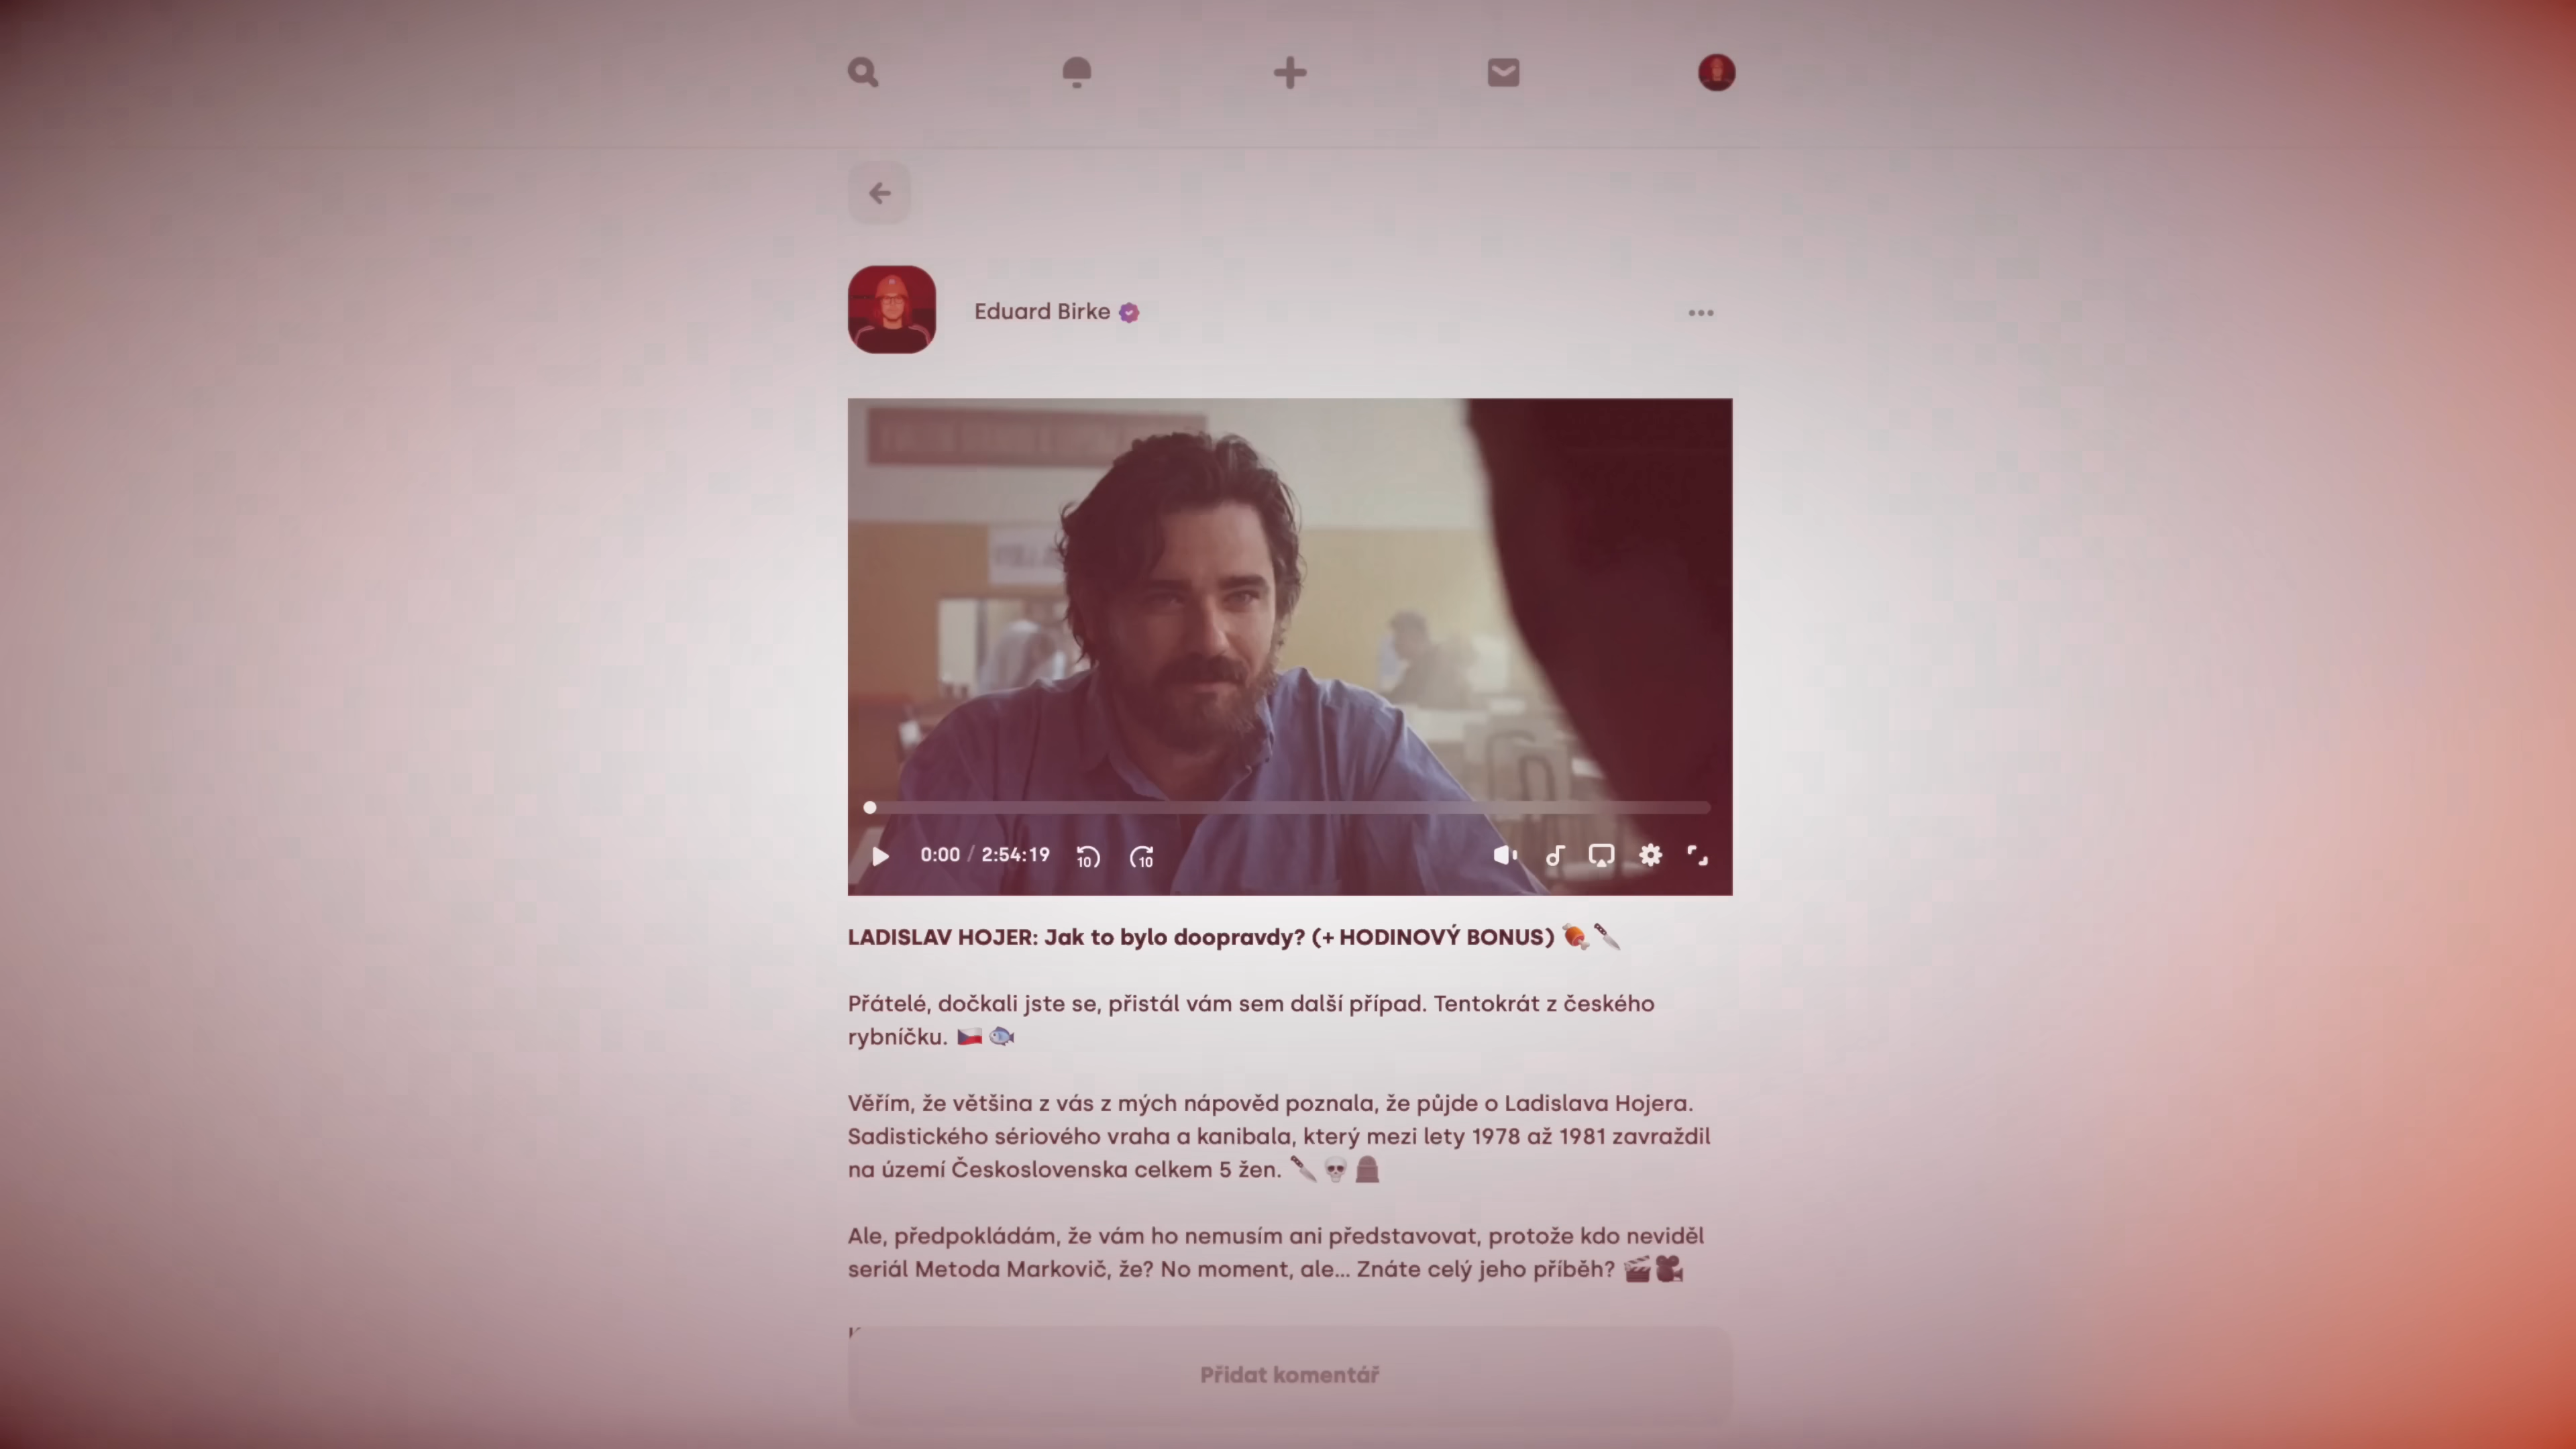 Eduard Birke
0:00 / 2:54:19
10
10
LADISLAV HOJER: Jak to bylo doopravdy? (+ HODINOVÝ BONUS) 🍖🔪
Přátelé, dočkali jste se, přistál vám sem další případ. Tentokrát z českého
rybníčku. 🇨🇿 🐟
Věřím, že většina z vás z mých nápověd poznala, že půjde o Ladislava Hojera.
Sadistického sériového vraha a kanibala, který mezi lety 1978 až 1981 zavraždil
na území Československa celkem 5 žen. 🔪💀🪦
Ale, předpokládám, že vám ho nemusím ani představovat, protože kdo neviděl
seriál Metoda Markovič, že? No moment, ale... Znáte celý jeho příběh? 🎬🎥
Přidat komentář